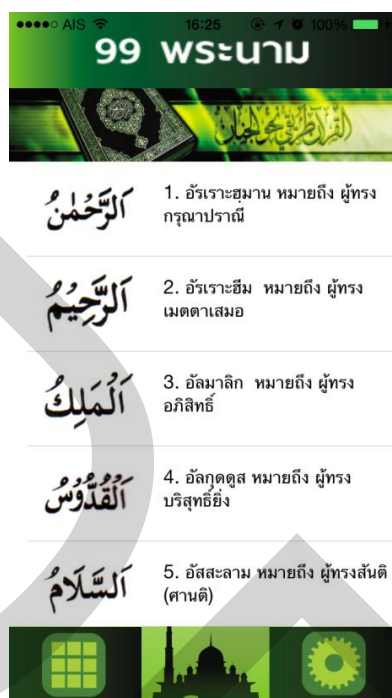 AIS 16:25 100%
99 พระนาม
القرآن طريق نحو الجنان
اَلرَّحْمٰنُ
1. อัรเราะฮมาน หมายถึง ผู้ทรง
กรุณาปราณี
اَلرَّحِيْمُ
2. อัรเราะฮีม หมายถึง ผู้ทรง
เมตตาเสมอ
اَلْمَلِكُ
3. อัลมาลิก หมายถึง ผู้ทรง
อภิสิทธิ์
اَلْقُدُّوْسُ
4. อัลกุดดูส หมายถึง ผู้ทรง
บริสุทธิ์ยิ่ง
اَلسَّلَامُ
5. อัสสะลาม หมายถึง ผู้ทรงสันติ
(ศานติ)